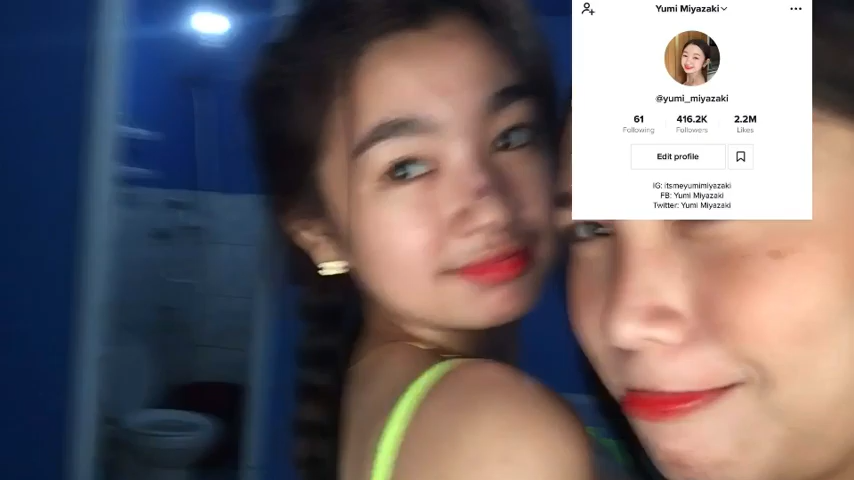 Yumi Miyazaki
@yumi_miyazaki
61 416.2K 2.2M
Following Followers Likes
Edit profile
IG: itsmeyumimiyazaki
FB: Yumi Miyazaki
Twitter: Yumi Miyazaki